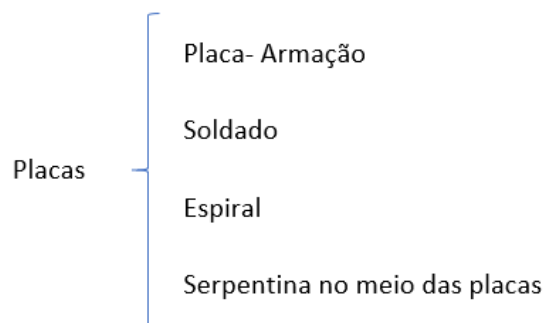 Placa- Armação
Soldado
Placas
Espiral
Serpentina no meio das placas